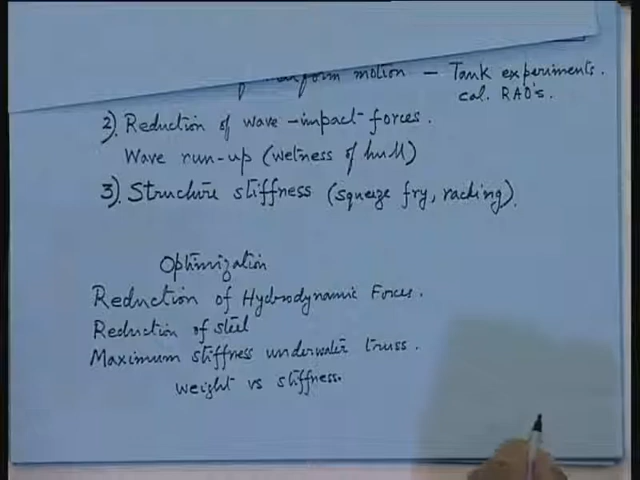 platform motion — Tank experiments.
cal. RAO's.
2). Reduction of wave-impact forces.
Wave run-up (wetness of hull)
3). Structure stiffness (squeeze fry, racking).
Optimization
Reduction of Hydrodynamic Forces.
Reduction of steel
Maximum stiffness underwater truss.
weight vs stiffness.